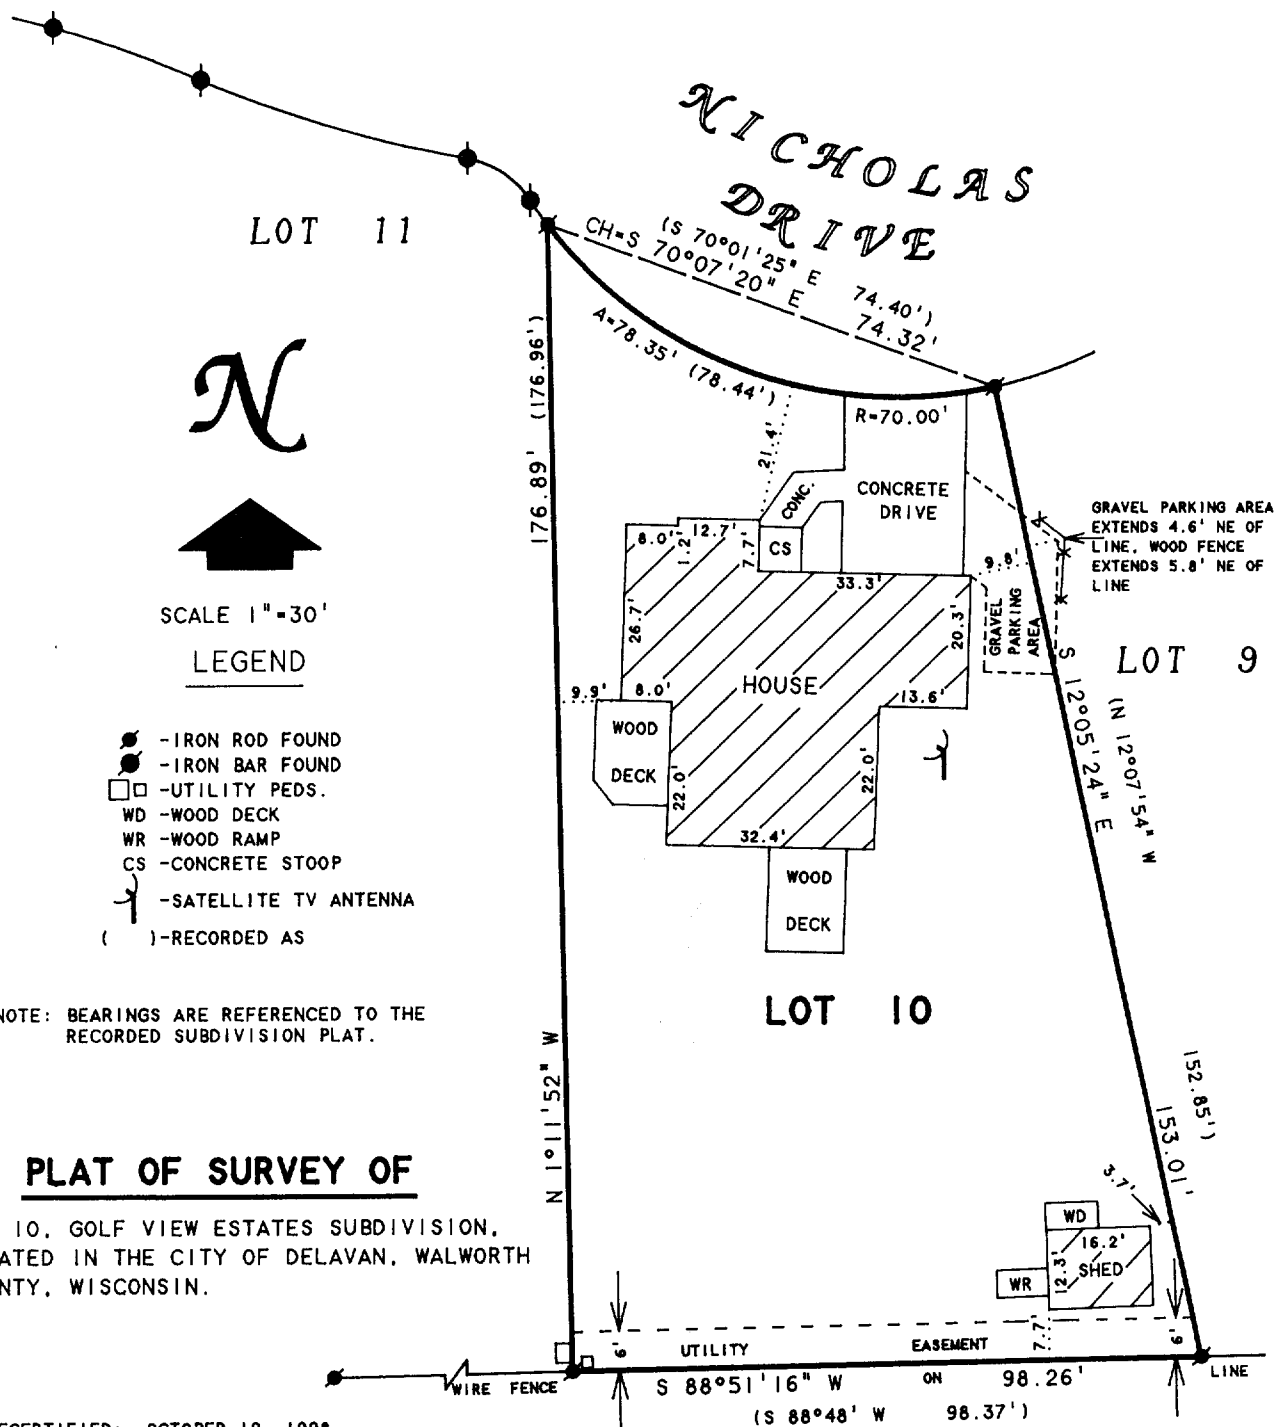 NICHOLAS
DRIVE
LOT 11
(S 70°01'25" E 74.40')
CH=S 70°07'20" E 74.32'
A=78.35' (78.44')
R=70.00'
176.89' (176.96')
N 1°11'52" W
N
SCALE 1"=30'
LEGEND
-IRON ROD FOUND
-IRON BAR FOUND
-UTILITY PEDS.
WD -WOOD DECK
WR -WOOD RAMP
CS -CONCRETE STOOP
-SATELLITE TV ANTENNA
( )-RECORDED AS
NOTE: BEARINGS ARE REFERENCED TO THE
RECORDED SUBDIVISION PLAT.
21.4'
CONC.
CONCRETE
DRIVE
CS
8.0'
1.2'
12.7'
7.7'
33.3'
9.8'
26.7'
20.3'
GRAVEL
PARKING
AREA
GRAVEL PARKING AREA
EXTENDS 4.6' NE OF
LINE, WOOD FENCE
EXTENDS 5.8' NE OF
LINE
LOT 9
HOUSE
9.9'
8.0'
13.6'
WOOD
DECK
22.0'
22.0'
32.4'
WOOD
DECK
S 12°05'24" E
153.01'
(N 12°07'54" W
152.85')
LOT 10
PLAT OF SURVEY OF
10, GOLF VIEW ESTATES SUBDIVISION,
ATED IN THE CITY OF DELAVAN, WALWORTH
NTY, WISCONSIN.
3.7'
WD
16.2'
12.3'
SHED
WR
7.7'
6'
UTILITY EASEMENT
6'
WIRE FENCE ON LINE
S 88°51'16" W 98.26'
(S 88°48' W 98.37')